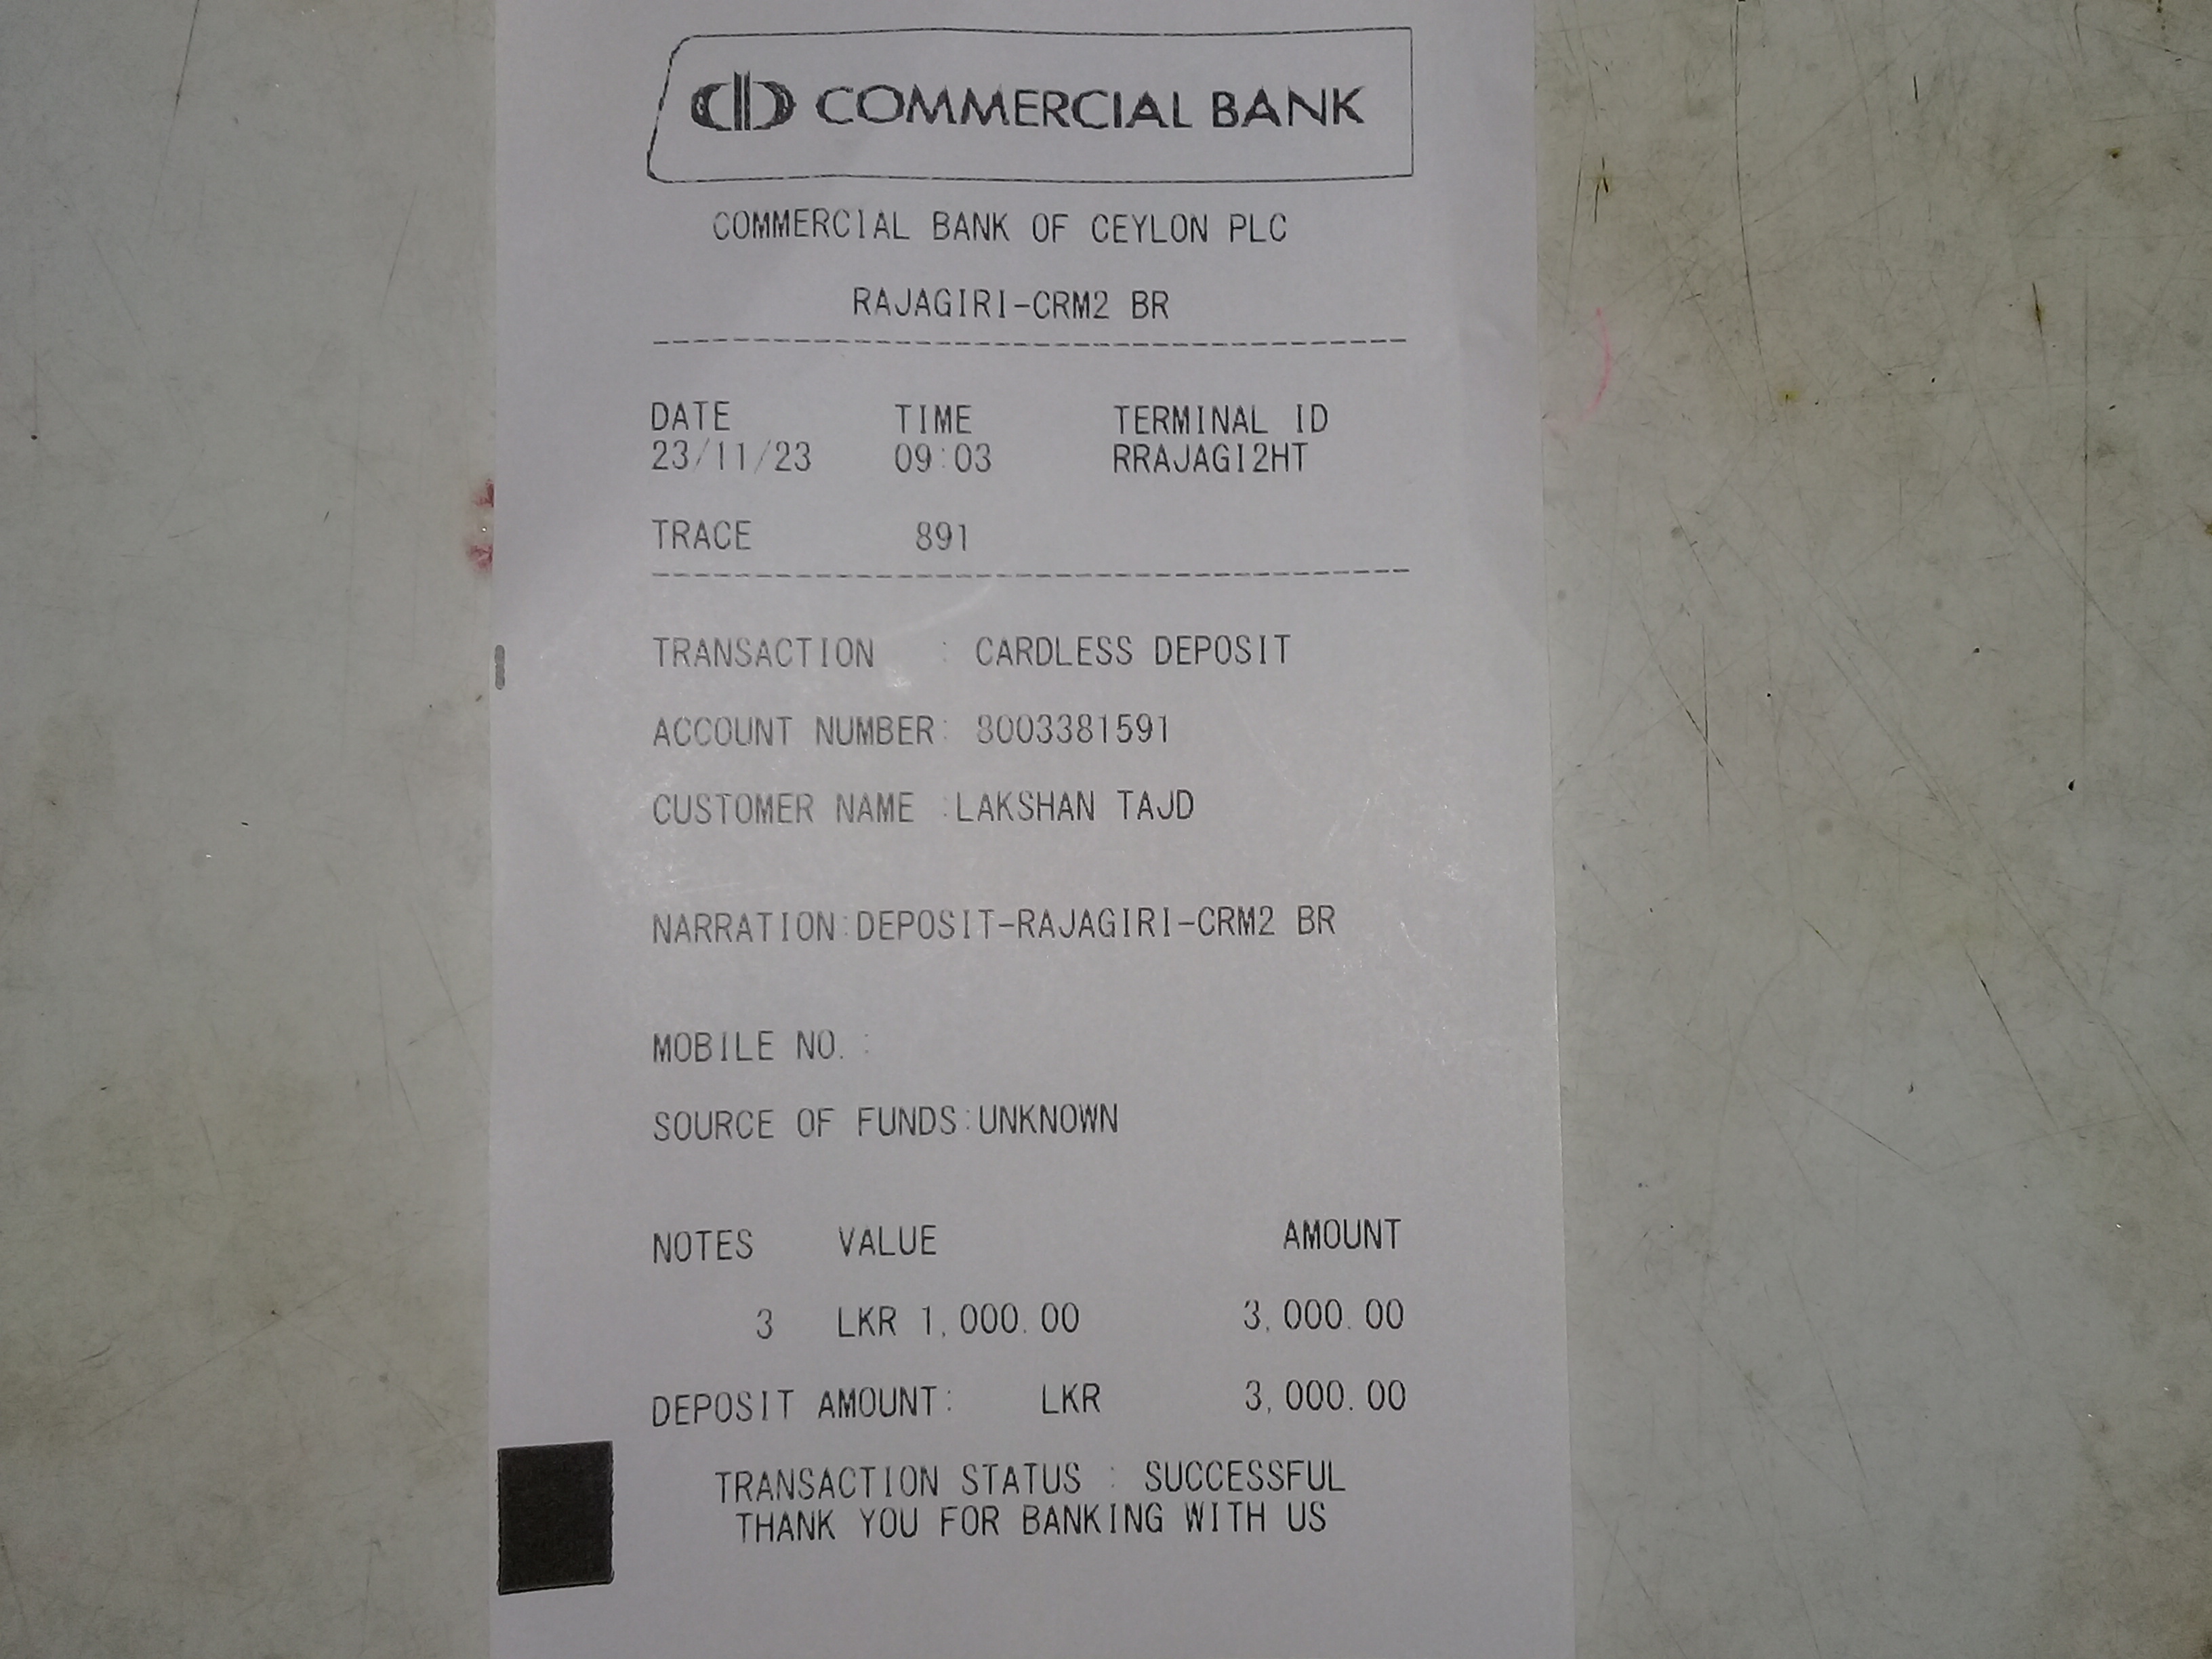 COMMERCIAL BANK
COMMERCIAL BANK OF CEYLON PLC
RAJAGIRI-CRM2 BR
DATE TIME TERMINAL ID
23/11/23 09:03 RRAJAGI2HT
TRACE 891
TRANSACTION : CARDLESS DEPOSIT
ACCOUNT NUMBER: 8003381591
CUSTOMER NAME :LAKSHAN TAJD
NARRATION:DEPOSIT-RAJAGIRI-CRM2 BR
MOBILE NO. :
SOURCE OF FUNDS:UNKNOWN
NOTES VALUE AMOUNT
3 LKR 1,000.00 3,000.00
DEPOSIT AMOUNT: LKR 3,000.00
TRANSACTION STATUS : SUCCESSFUL
THANK YOU FOR BANKING WITH US